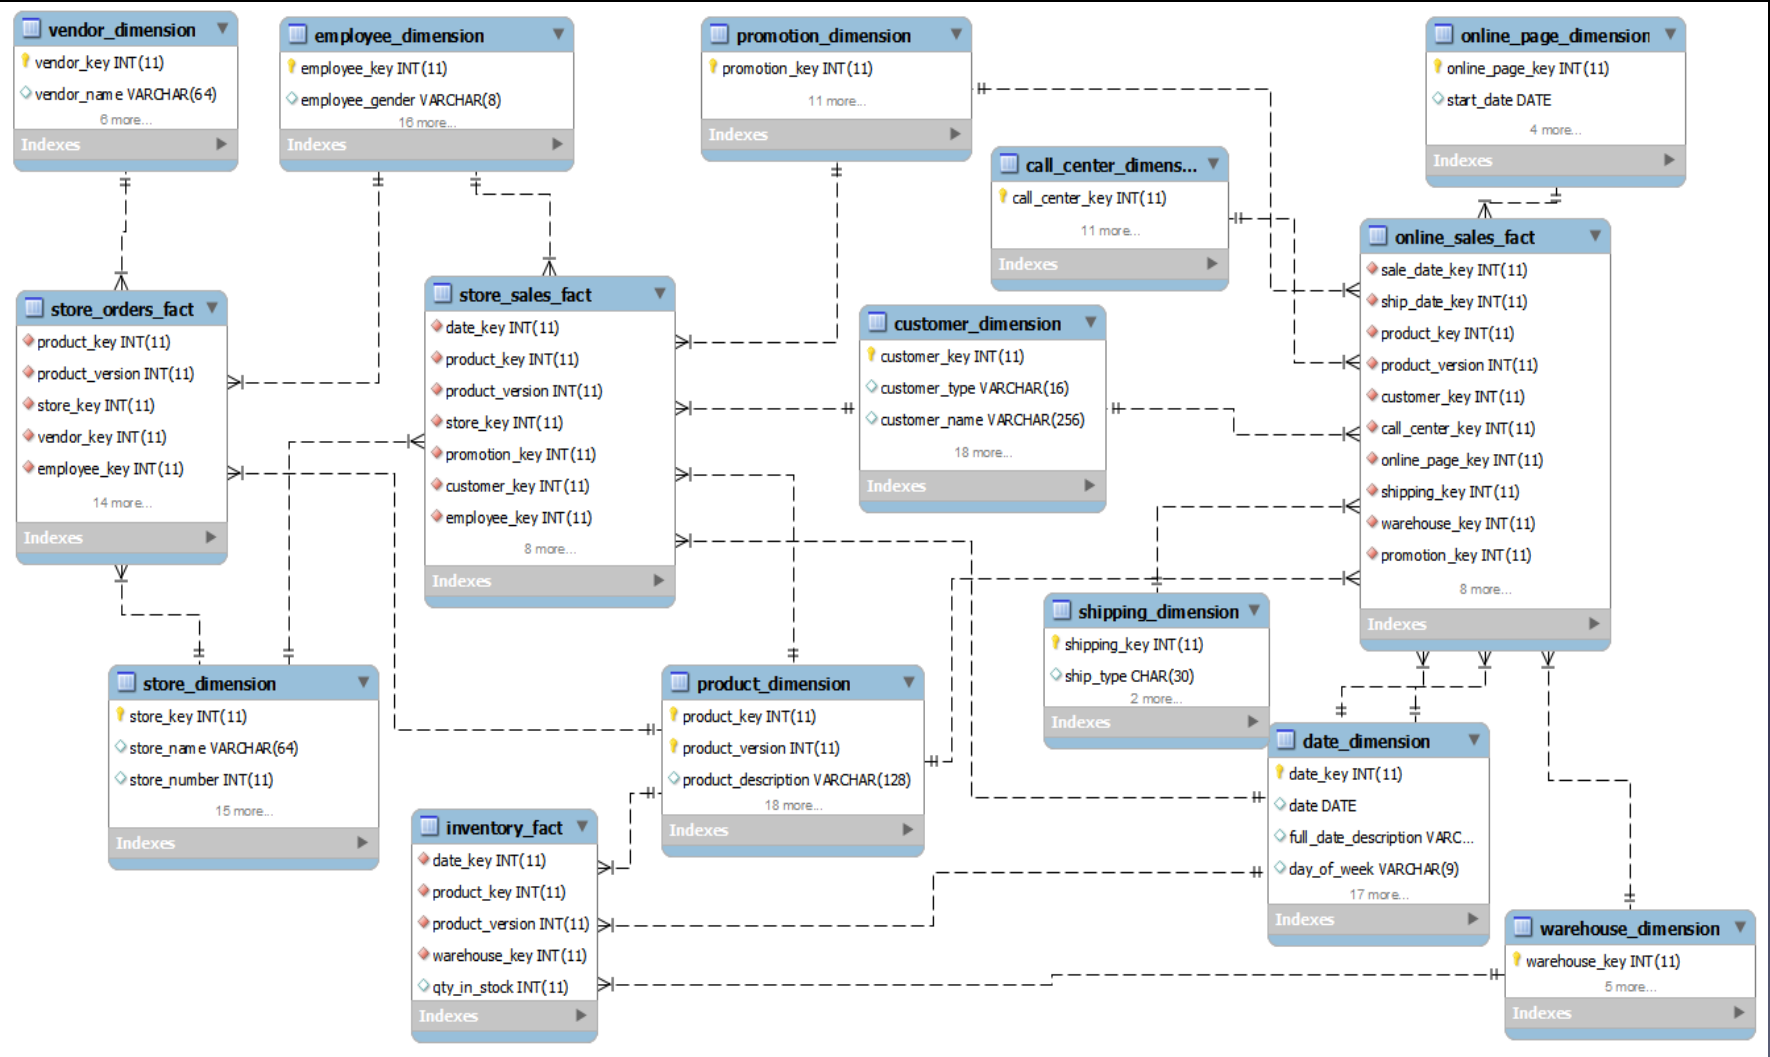 vendor_dimension
vendor_key INT(11)
vendor_name VARCHAR(64)
6 more...
Indexes
employee_dimension
employee_key INT(11)
employee_gender VARCHAR(8)
16 more...
Indexes
promotion_dimension
promotion_key INT(11)
11 more...
Indexes
online_page_dimension
online_page_key INT(11)
start_date DATE
4 more...
Indexes
call_center_dimens...
call_center_key INT(11)
11 more...
Indexes
online_sales_fact
sale_date_key INT(11)
ship_date_key INT(11)
product_key INT(11)
product_version INT(11)
customer_key INT(11)
call_center_key INT(11)
online_page_key INT(11)
shipping_key INT(11)
warehouse_key INT(11)
promotion_key INT(11)
8 more...
Indexes
store_orders_fact
product_key INT(11)
product_version INT(11)
store_key INT(11)
vendor_key INT(11)
employee_key INT(11)
14 more...
Indexes
store_sales_fact
date_key INT(11)
product_key INT(11)
product_version INT(11)
store_key INT(11)
promotion_key INT(11)
customer_key INT(11)
employee_key INT(11)
8 more...
Indexes
customer_dimension
customer_key INT(11)
customer_type VARCHAR(16)
customer_name VARCHAR(256)
18 more...
Indexes
shipping_dimension
shipping_key INT(11)
ship_type CHAR(30)
2 more...
Indexes
store_dimension
store_key INT(11)
store_name VARCHAR(64)
store_number INT(11)
15 more...
Indexes
product_dimension
product_key INT(11)
product_version INT(11)
product_description VARCHAR(128)
18 more...
Indexes
date_dimension
date_key INT(11)
date DATE
full_date_description VARC...
day_of_week VARCHAR(9)
17 more...
Indexes
inventory_fact
date_key INT(11)
product_key INT(11)
product_version INT(11)
warehouse_key INT(11)
qty_in_stock INT(11)
Indexes
warehouse_dimension
warehouse_key INT(11)
5 more...
Indexes